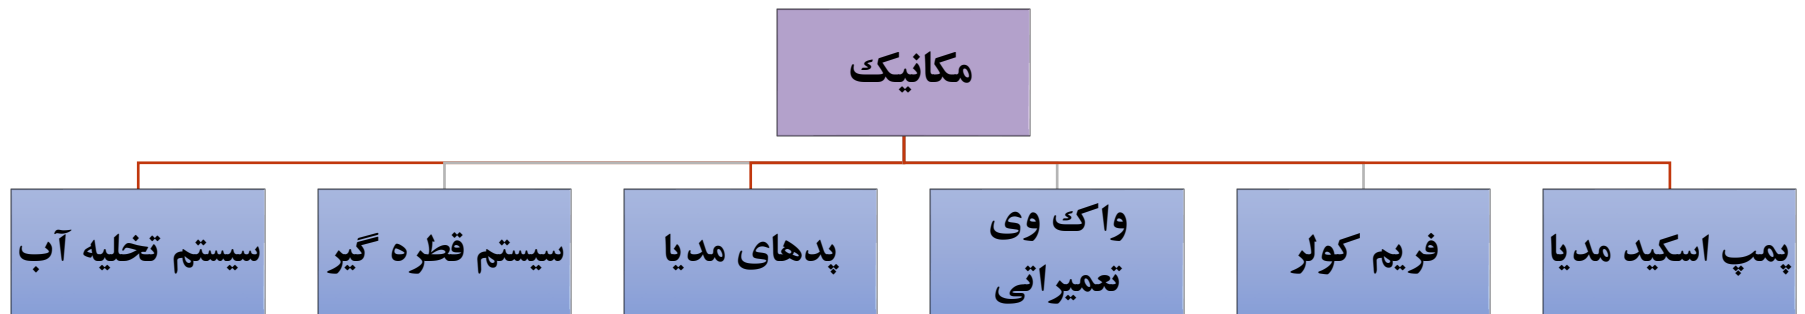 مکانیک
پمپ اسکید مدیا
فریم کولر
واک وی
تعمیراتی
پدهای مدیا
سیستم قطره گیر
سیستم تخلیه آب